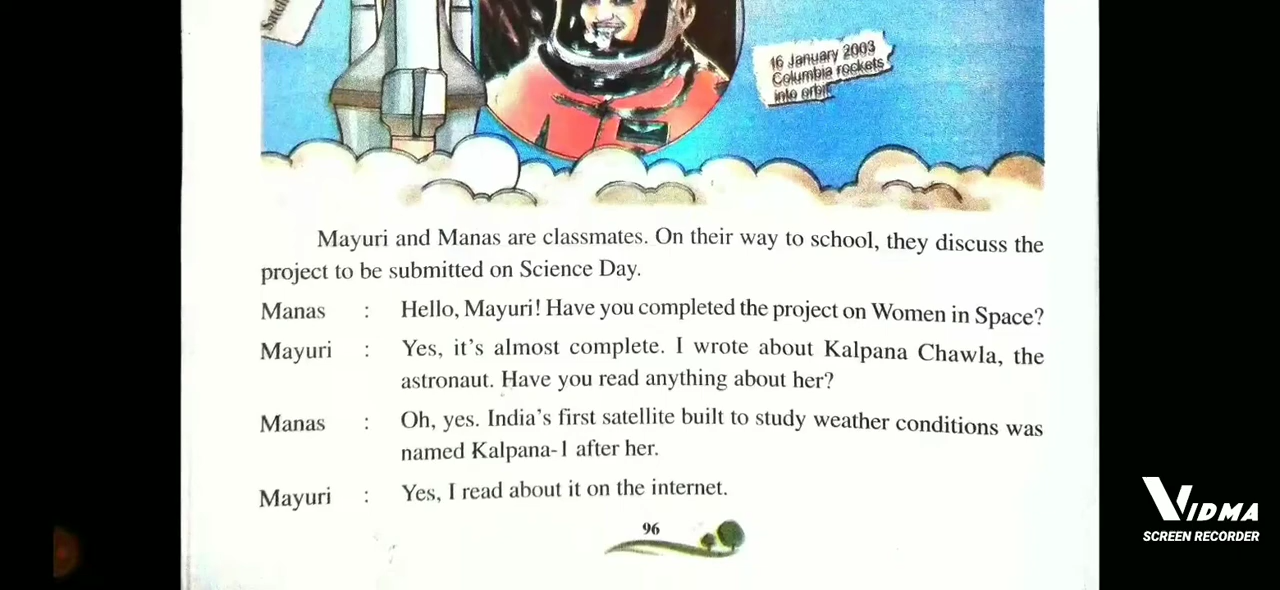 16 January 2003
Columbia rockets
into orbit
Mayuri and Manas are classmates. On their way to school, they discuss the
project to be submitted on Science Day.
Manas : Hello, Mayuri! Have you completed the project on Women in Space?
Mayuri : Yes, it's almost complete. I wrote about Kalpana Chawla, the
astronaut. Have you read anything about her?
Manas : Oh, yes. India's first satellite built to study weather conditions was
named Kalpana-1 after her.
Mayuri : Yes, I read about it on the internet.
96
VIDMA
SCREEN RECORDER